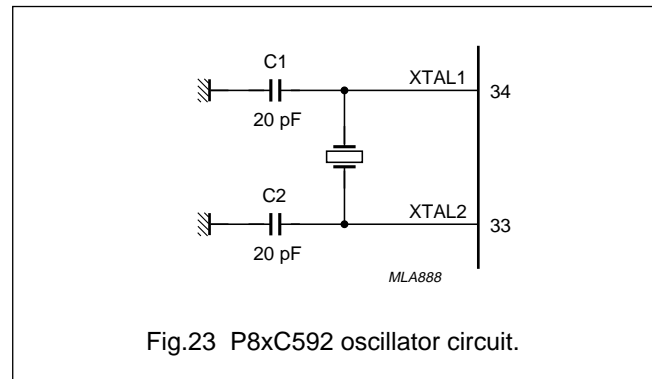 C1
XTAL1
34
20 pF
C2
XTAL2
33
20 pF
MLA888
Fig.23 P8xC592 oscillator circuit.